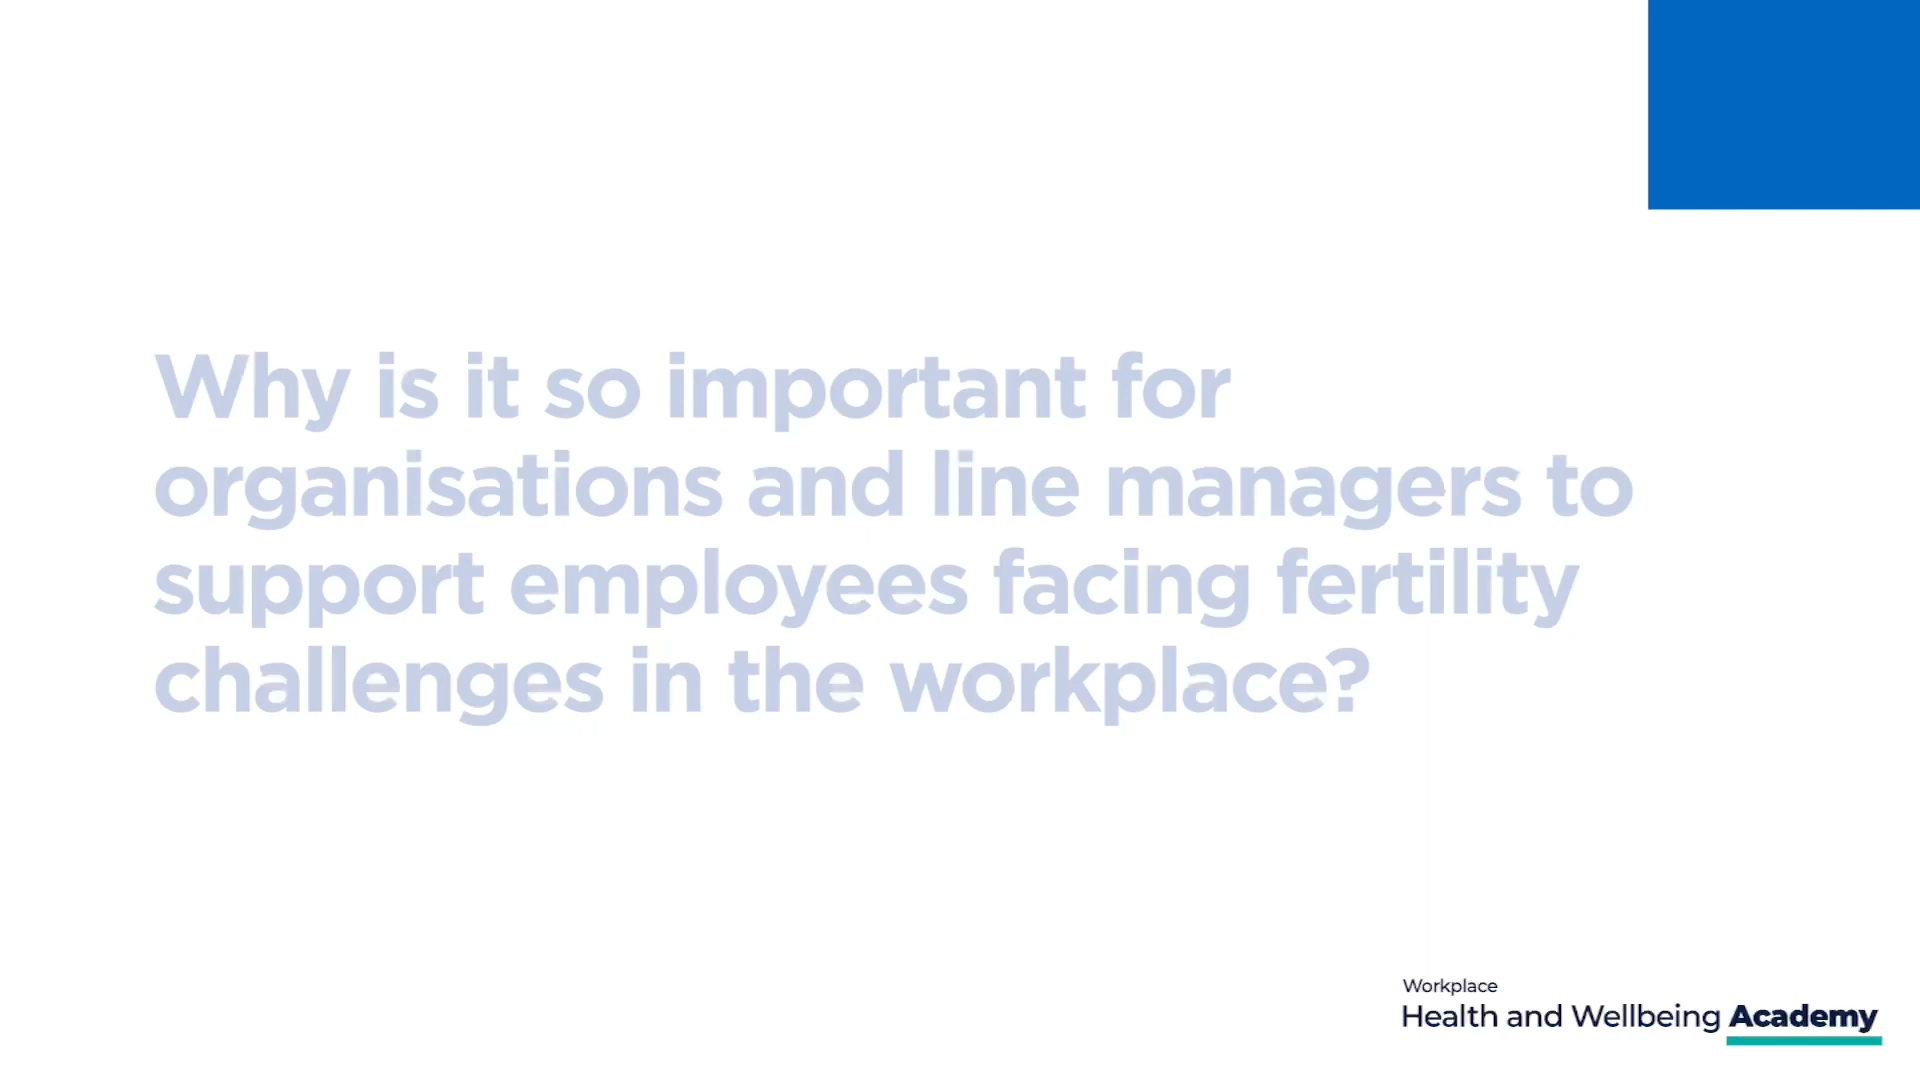 Why is it so important for
organisations and line managers to
support employees facing fertility
challenges in the workplace?
Workplace
Health and Wellbeing Academy